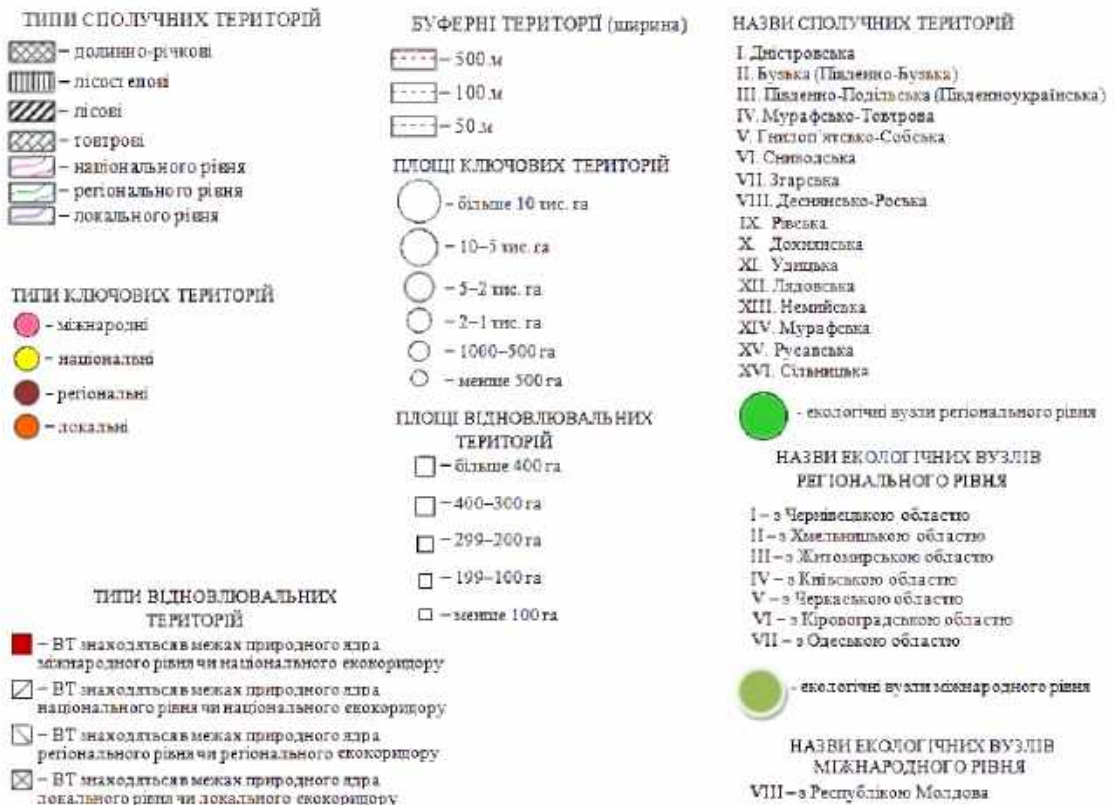 ТИПИ СПОЛУЧНИХ ТЕРИТОРІЙ
– долинно-річкові
– лісостепові
– лісові
– товтрові
– національного рівня
– регіонального рівня
– локального рівня
ТИПИ КЛЮЧОВИХ ТЕРИТОРІЙ
– міжнародні
– національні
– регіональні
– локальні
ТИПИ ВІДНОВЛЮВАЛЬНИХ
ТЕРИТОРІЙ
– ВТ знаходяться в межах природного ядра
міжнародного рівня чи національного екокоридору
– ВТ знаходяться в межах природного ядра
національного рівня чи національного екокоридору
– ВТ знаходяться в межах природного ядра
регіонального рівня чи регіонального екокоридору
– ВТ знаходяться в межах природного ядра
локального рівня чи локального екокоридору
БУФЕРНІ ТЕРИТОРІЇ (ширина)
– 500 м
– 100 м
– 50 м
ПЛОЩІ КЛЮЧОВИХ ТЕРИТОРІЙ
- більше 10 тис. га
– 10–5 тис. га
– 5–2 тис. га
– 2–1 тис. га
– 1000–500 га
– менше 500 га
ПЛОЩІ ВІДНОВЛЮВАЛЬНИХ
ТЕРИТОРІЙ
– більше 400 га
– 400–300 га
– 299–200 га
– 199–100 га
– менше 100 га
НАЗВИ СПОЛУЧНИХ ТЕРИТОРІЙ
I. Дністровська
II. Бузька (Південно-Бузька)
III. Південно-Подільська (Південноукраїнська)
IV. Мурафсько-Товтрова
V. Гнилоп'ятсько-Собська
VI. Сниводська
VII. Згарська
VIII. Деснянсько-Роська
IX. Рівська
X. Дохнянська
XI. Удицька
XII. Лядовська
XIII. Немийська
XIV. Мурафська
XV. Русавська
XVI. Сільницька
- екологічні вузли регіонального рівня
НАЗВИ ЕКОЛОГІЧНИХ ВУЗЛІВ
РЕГІОНАЛЬНОГО РІВНЯ
I – з Чернівецькою областю
II – з Хмельницькою областю
III – з Житомирською областю
IV – з Київською областю
V – з Черкаською областю
VI – з Кіровоградською областю
VII – з Одеською областю
- екологічні вузли міжнародного рівня
НАЗВИ ЕКОЛОГІЧНИХ ВУЗЛІВ
МІЖНАРОДНОГО РІВНЯ
VIII – з Республікою Молдова